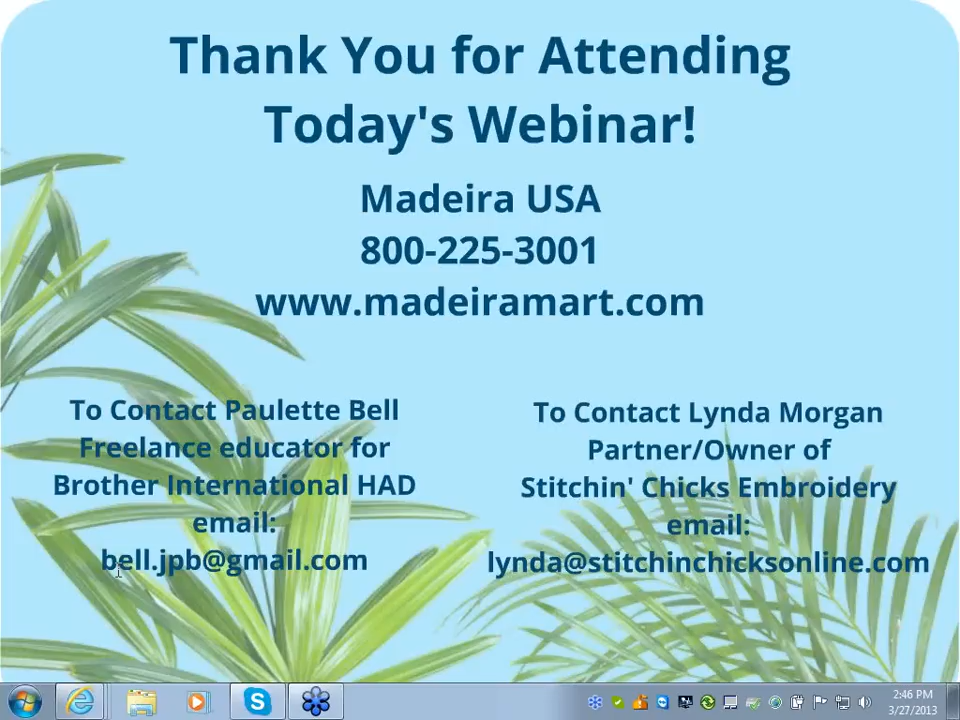 Thank You for Attending
Today's Webinar!
Madeira USA
800-225-3001
www.madeiramart.com
To Contact Paulette Bell
Freelance educator for
Brother International HAD
email:
bell.jpb@gmail.com
To Contact Lynda Morgan
Partner/Owner of
Stitchin' Chicks Embroidery
email:
lynda@stitchinchicksonline.com
2:46 PM
3/27/2013